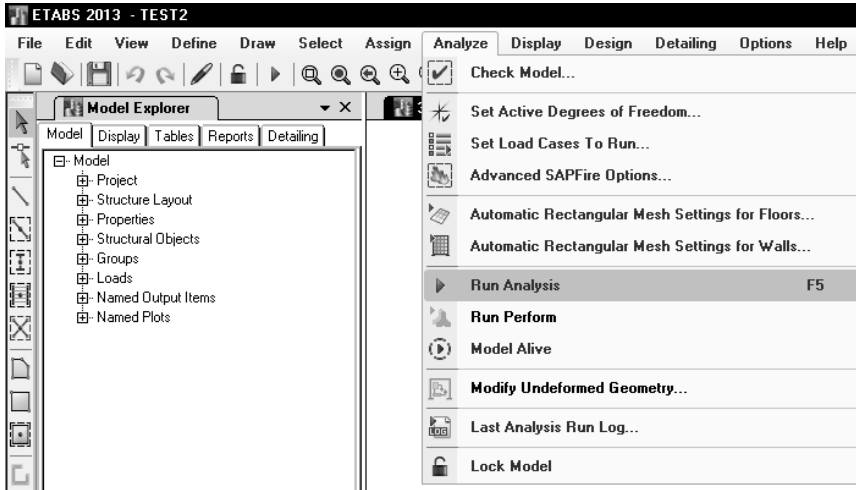 ETABS 2013 - TEST2
File Edit View Define Draw Select Assign Analyze Display Design Detailing Options Help
Model Explorer
Model Display Tables Reports Detailing
Model
Project
Structure Layout
Properties
Structural Objects
Groups
Loads
Named Output Items
Named Plots
Check Model...
Set Active Degrees of Freedom...
Set Load Cases To Run...
Advanced SAPFire Options...
Automatic Rectangular Mesh Settings for Floors...
Automatic Rectangular Mesh Settings for Walls...
Run Analysis F5
Run Perform
Model Alive
Modify Undeformed Geometry...
LOG
Last Analysis Run Log...
Lock Model